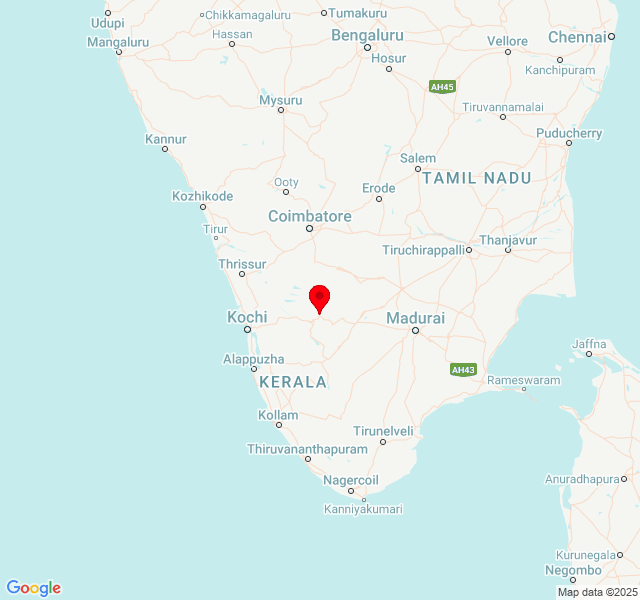 Udupi
Chikkamagaluru
Tumakuru
Hassan
Bengaluru
Mangaluru
Hosur
Vellore
Chennai
Kanchipuram
AH45
Mysuru
Tiruvannamalai
Puducherry
Kannur
Salem
TAMIL NADU
Ooty
Erode
Kozhikode
Coimbatore
Tirur
Tiruchirappalli
Thanjavur
Thrissur
Kochi
Madurai
Jaffna
Alappuzha
AH43
KERALA
Rameswaram
Kollam
Tirunelveli
Thiruvananthapuram
Nagercoil
Anuradhapura
Kanniyakumari
Kurunegala
Negombo
Google
Map data ©2025